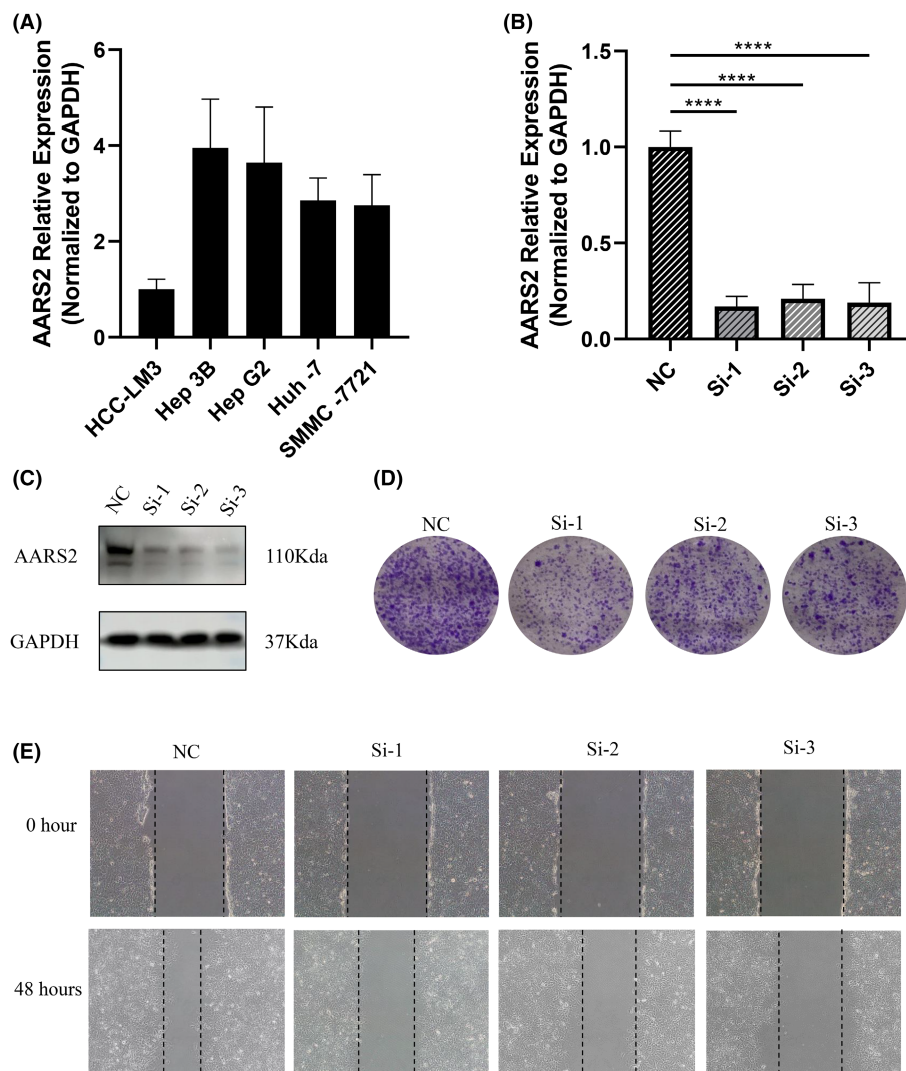 (A)
AARS2 Relative Expression
(Normalized to GAPDH)
6
4
2
0
HCC-LM3
Hep 3B
Hep G2
Huh -7
SMMC -7721
(B)
AARS2 Relative Expression
(Normalized to GAPDH)
1.5
1.0
0.5
0.0
****
****
****
NC
Si-1
Si-2
Si-3
(C)
NC
Si-1
Si-2
Si-3
AARS2
110Kda
GAPDH
37Kda
(D)
NC
Si-1
Si-2
Si-3
(E)
NC
Si-1
Si-2
Si-3
0 hour
48 hours